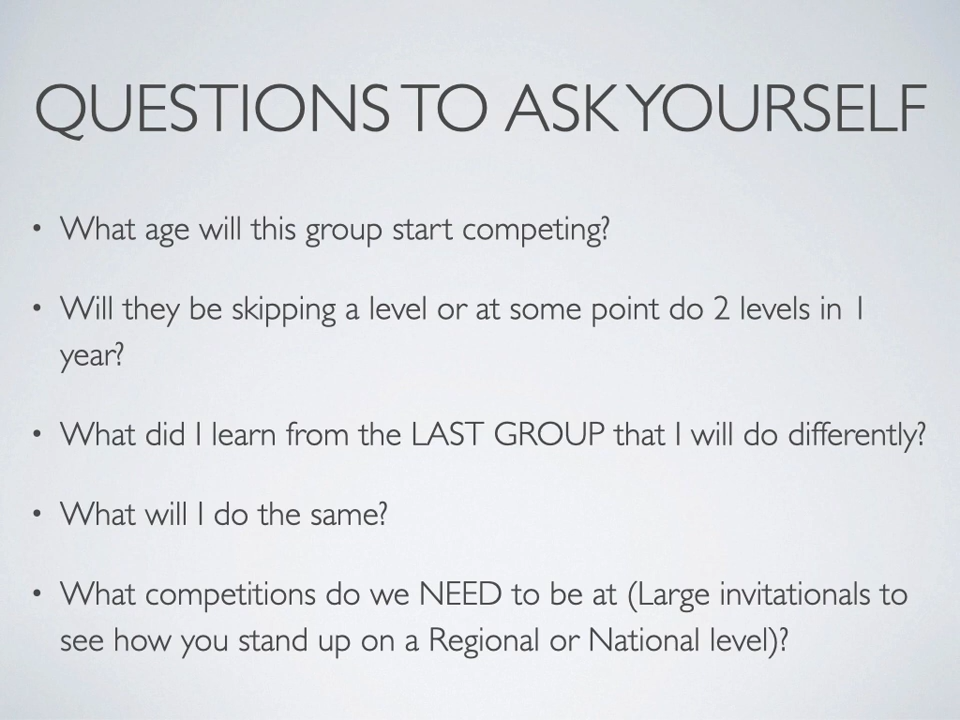 QUESTIONS TO ASK YOURSELF
• What age will this group start competing?
• Will they be skipping a level or at some point do 2 levels in 1
year?
• What did I learn from the LAST GROUP that I will do differently?
• What will I do the same?
• What competitions do we NEED to be at (Large invitationals to
see how you stand up on a Regional or National level)?